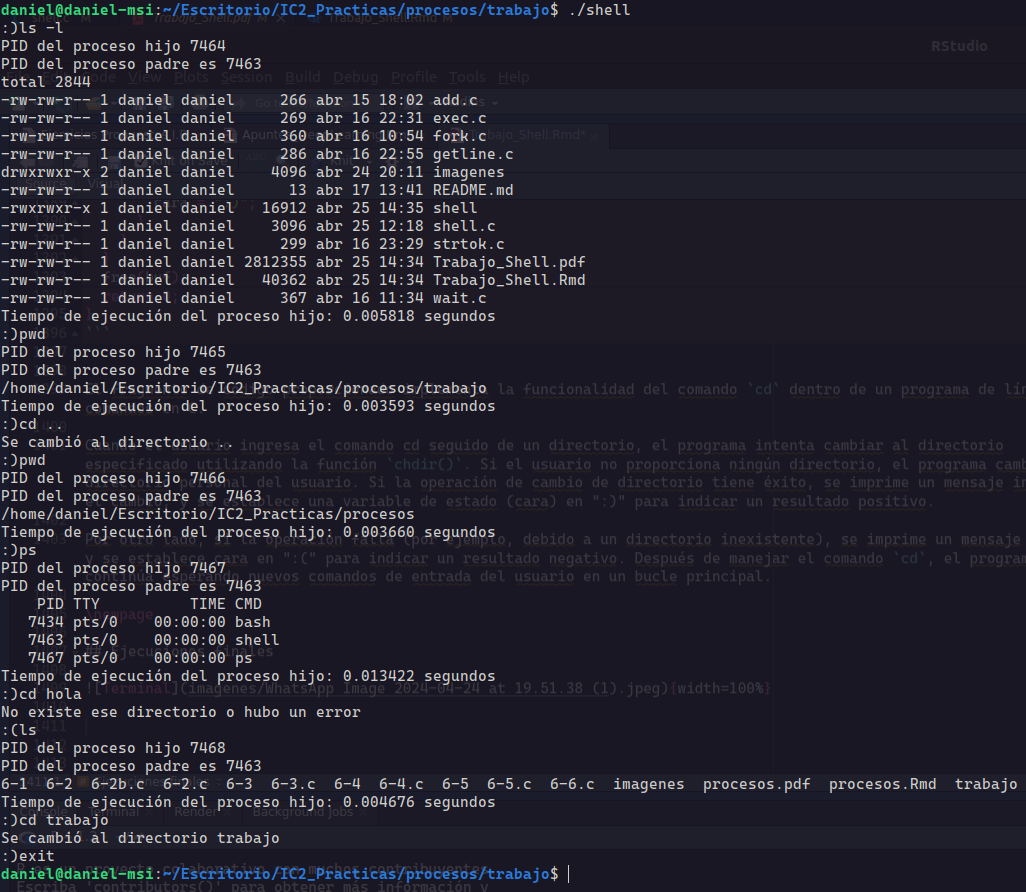 daniel@daniel-msi:~/Escritorio/IC2_Practicas/procesos/trabajo$ ./shell
:)ls -l
PID del proceso hijo 7464
PID del proceso padre es 7463
total 2844
-rw-rw-r-- 1 daniel daniel     266 abr 15 18:02 add.c
-rw-rw-r-- 1 daniel daniel     269 abr 16 22:31 exec.c
-rw-rw-r-- 1 daniel daniel     360 abr 16 23:54 fork.c
-rw-rw-r-- 1 daniel daniel     286 abr 16 22:55 getline.c
drwxrwxr-x 2 daniel daniel    4096 abr 24 20:11 imagenes
-rw-rw-r-- 1 daniel daniel      13 abr 17 13:41 README.md
-rwxrwxr-x 1 daniel daniel   16912 abr 25 14:35 shell
-rw-rw-r-- 1 daniel daniel    3096 abr 25 12:18 shell.c
-rw-rw-r-- 1 daniel daniel     299 abr 16 23:29 strtok.c
-rw-rw-r-- 1 daniel daniel 2812355 abr 25 14:34 Trabajo_Shell.pdf
-rw-rw-r-- 1 daniel daniel   40362 abr 25 14:34 Trabajo_Shell.Rmd
-rw-rw-r-- 1 daniel daniel     367 abr 16 11:34 wait.c
Tiempo de ejecución del proceso hijo: 0.005818 segundos
:)pwd
PID del proceso hijo 7465
PID del proceso padre es 7463
/home/daniel/Escritorio/IC2_Practicas/procesos/trabajo
Tiempo de ejecución del proceso hijo: 0.003593 segundos
:)cd ..
Se cambió al directorio ..
:)pwd
PID del proceso hijo 7466
PID del proceso padre es 7463
/home/daniel/Escritorio/IC2_Practicas/procesos
Tiempo de ejecución del proceso hijo: 0.003660 segundos
:)ps
PID del proceso hijo 7467
PID del proceso padre es 7463
    PID TTY          TIME CMD
   7434 pts/0    00:00:00 bash
   7463 pts/0    00:00:00 shell
   7467 pts/0    00:00:00 ps
Tiempo de ejecución del proceso hijo: 0.013422 segundos
:)cd hola
No existe ese directorio o hubo un error
:(ls
PID del proceso hijo 7468
PID del proceso padre es 7463
6-1  6-2  6-2b.c  6-2.c  6-3  6-3.c  6-4  6-4.c  6-5  6-5.c  6-6.c  imagenes  procesos.pdf  procesos.Rmd  trabajo
Tiempo de ejecución del proceso hijo: 0.004676 segundos
:)cd trabajo
Se cambió al directorio trabajo
:)exit
daniel@daniel-msi:~/Escritorio/IC2_Practicas/procesos/trabajo$